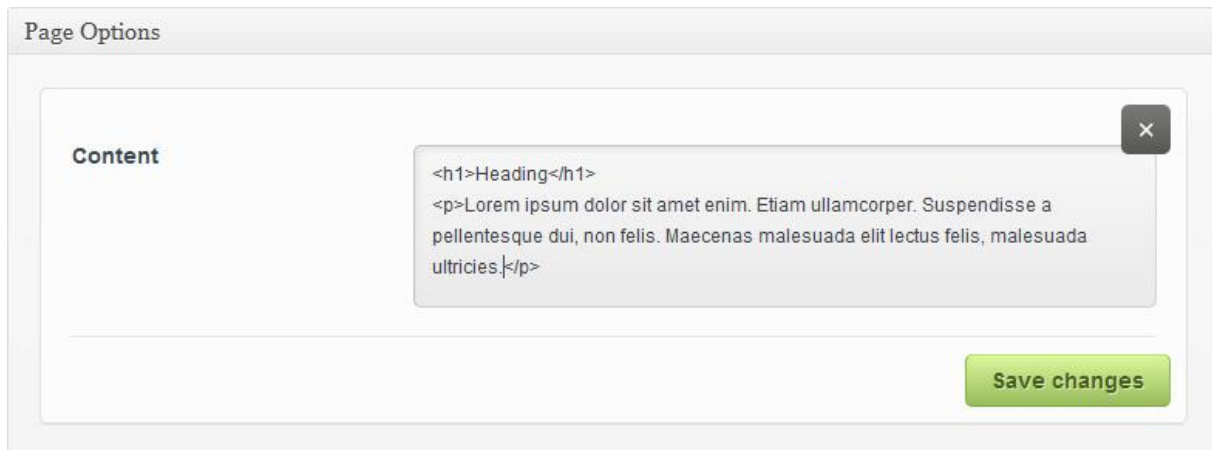 Page Options
Content
<h1>Heading</h1>
<p>Lorem ipsum dolor sit amet enim. Etiam ullamcorper. Suspendisse a
pellentesque dui, non felis. Maecenas malesuada elit lectus felis, malesuada
ultricies.</p>
Save changes